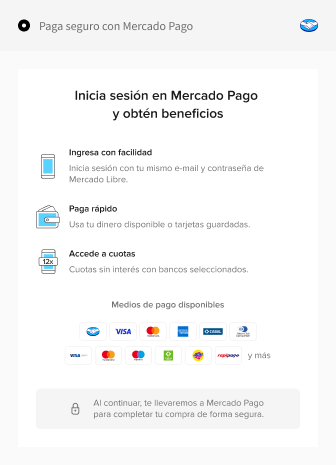 Paga seguro con Mercado Pago
Inicia sesión en Mercado Pago
y obtén beneficios
Ingresa con facilidad
Inicia sesión con tu mismo e-mail y contraseña de
Mercado Libre.
Paga rápido
Usa tu dinero disponible o tarjetas guardadas.
12x
Accede a cuotas
Cuotas sin interés con bancos seleccionados.
Medios de pago disponibles
VISA
CABAL
VISA
rapipago
y más
Al continuar, te llevaremos a Mercado Pago
para completar tu compra de forma segura.